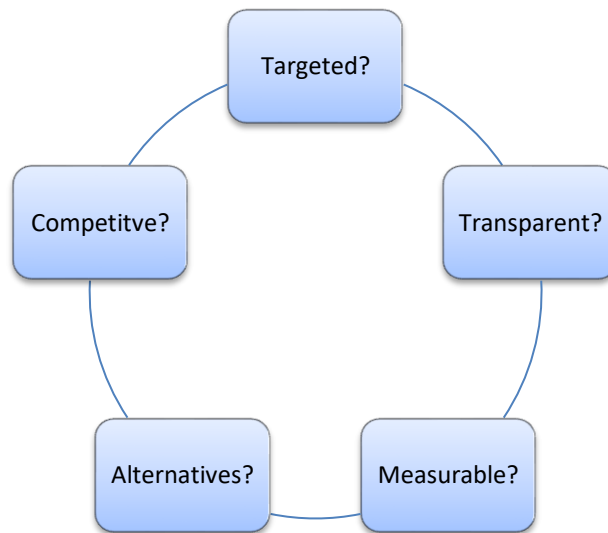 Targeted?
Transparent?
Measurable?
Alternatives?
Competitve?